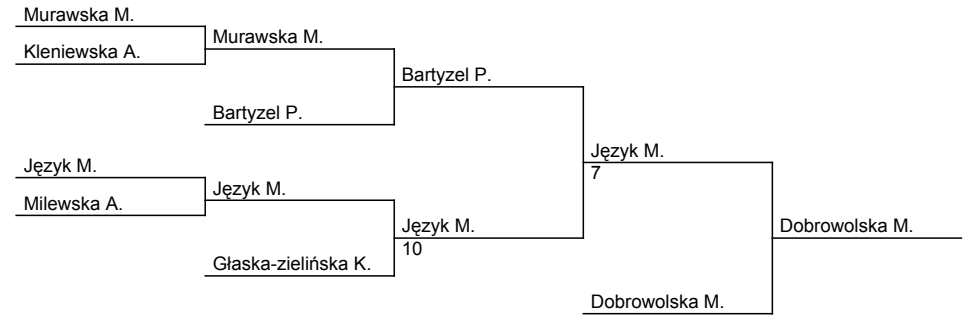 Murawska M.
Kleniewska A.
Murawska M.
Bartyzel P.
Bartyzel P.
Język M.
Milewska A.
Język M.
Głaska-zielińska K.
Język M.
10
Język M.
7
Dobrowolska M.
Dobrowolska M.